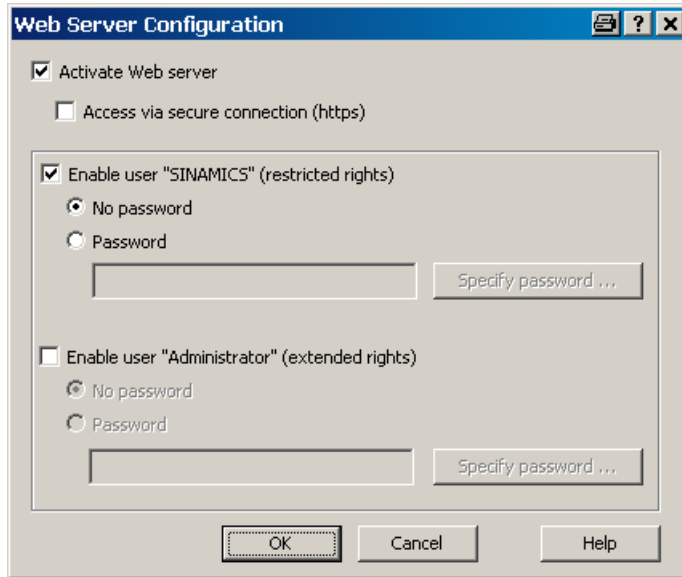 Web Server Configuration
Activate Web server
Access via secure connection (https)
Enable user "SINAMICS" (restricted rights)
No password
Password
Specify password ...
Enable user "Administrator" (extended rights)
No password
Password
Specify password ...
OK Cancel Help